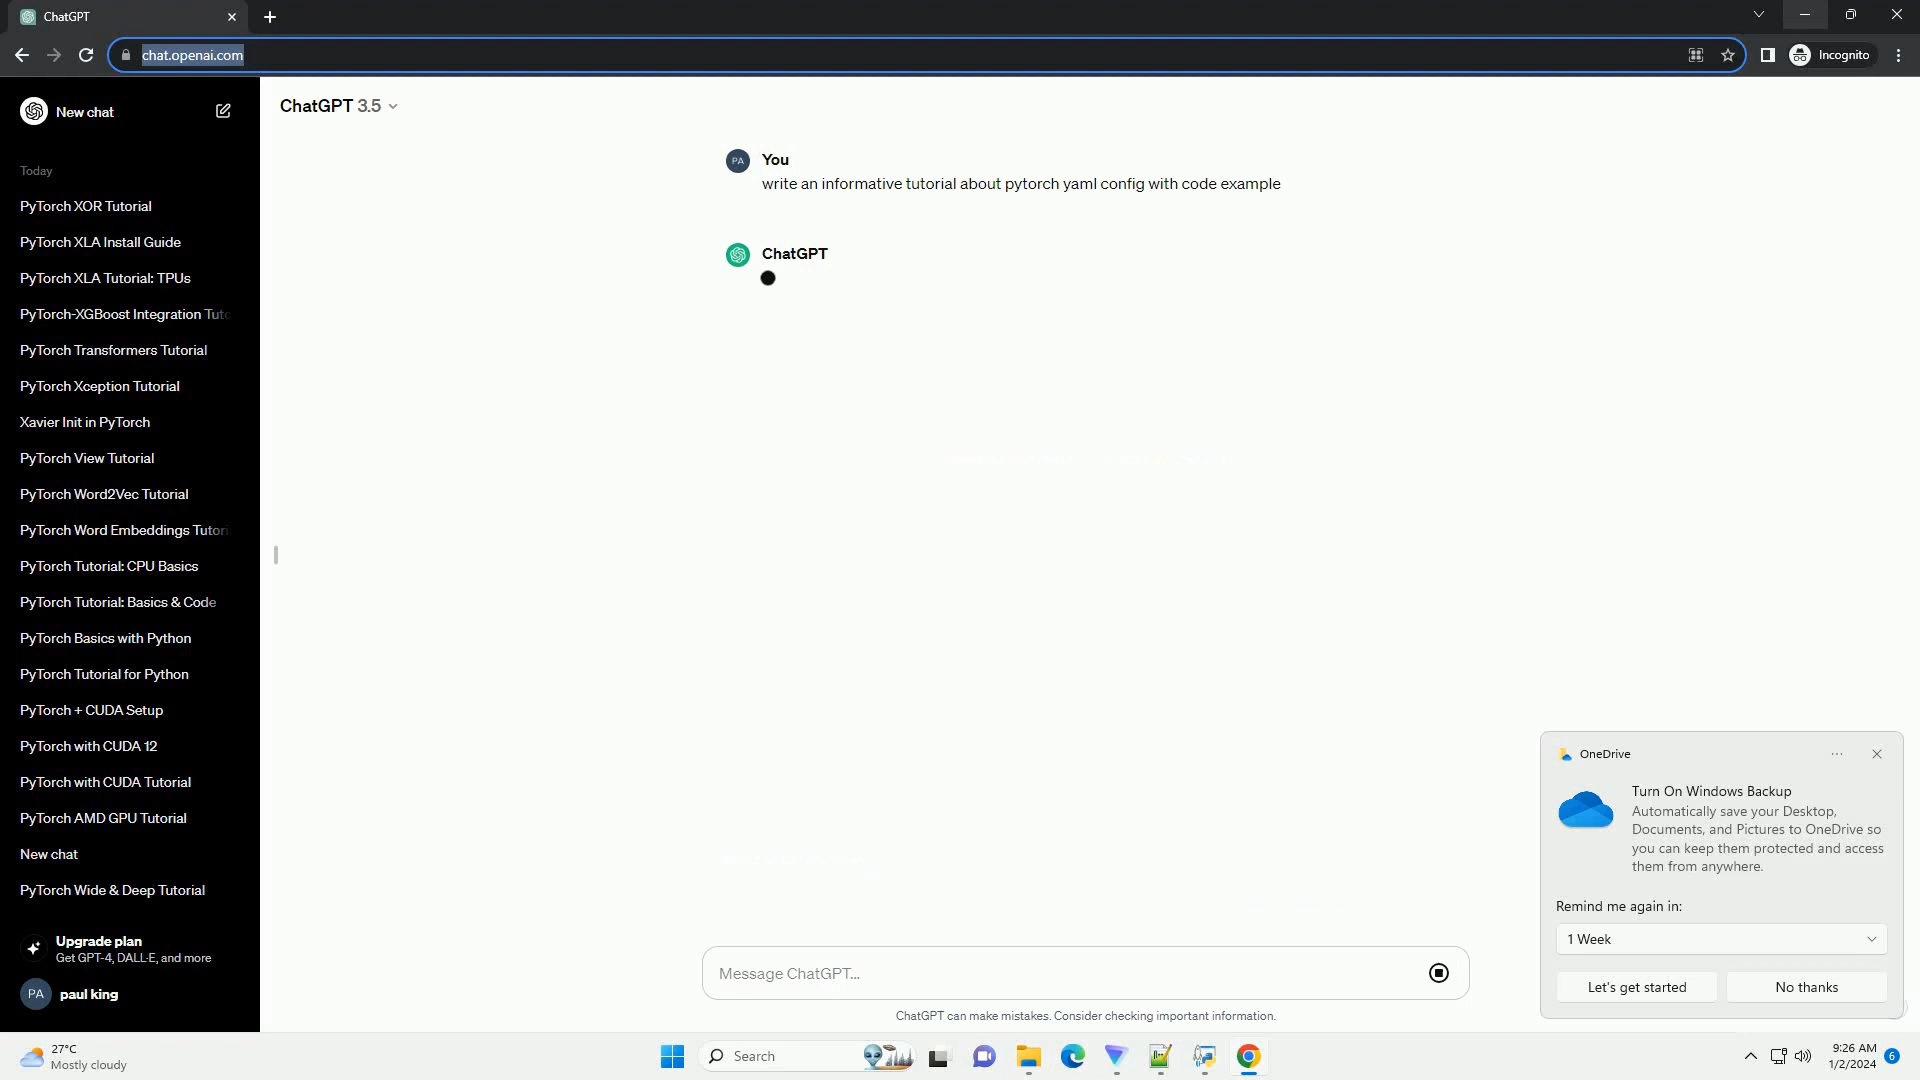 ChatGPT
chat.openai.com
Incognito
New chat
Today
PyTorch XOR Tutorial
PyTorch XLA Install Guide
PyTorch XLA Tutorial: TPUs
PyTorch-XGBoost Integration Tuto
PyTorch Transformers Tutorial
PyTorch Xception Tutorial
Xavier Init in PyTorch
PyTorch View Tutorial
PyTorch Word2Vec Tutorial
PyTorch Word Embeddings Tutori
PyTorch Tutorial: CPU Basics
PyTorch Tutorial: Basics & Code
PyTorch Basics with Python
PyTorch Tutorial for Python
PyTorch + CUDA Setup
PyTorch with CUDA 12
PyTorch with CUDA Tutorial
PyTorch AMD GPU Tutorial
New chat
PyTorch Wide & Deep Tutorial
Upgrade plan
Get GPT-4, DALL·E, and more
PA paul king
ChatGPT 3.5
PA You
write an informative tutorial about pytorch yaml config with code example
ChatGPT
Message ChatGPT...
ChatGPT can make mistakes. Consider checking important information.
OneDrive
Turn On Windows Backup
Automatically save your Desktop,
Documents, and Pictures to OneDrive so
you can keep them protected and access
them from anywhere.
Remind me again in:
1 Week
Let's get started No thanks
27°C
Mostly cloudy
Search
9:26 AM
1/2/2024
6